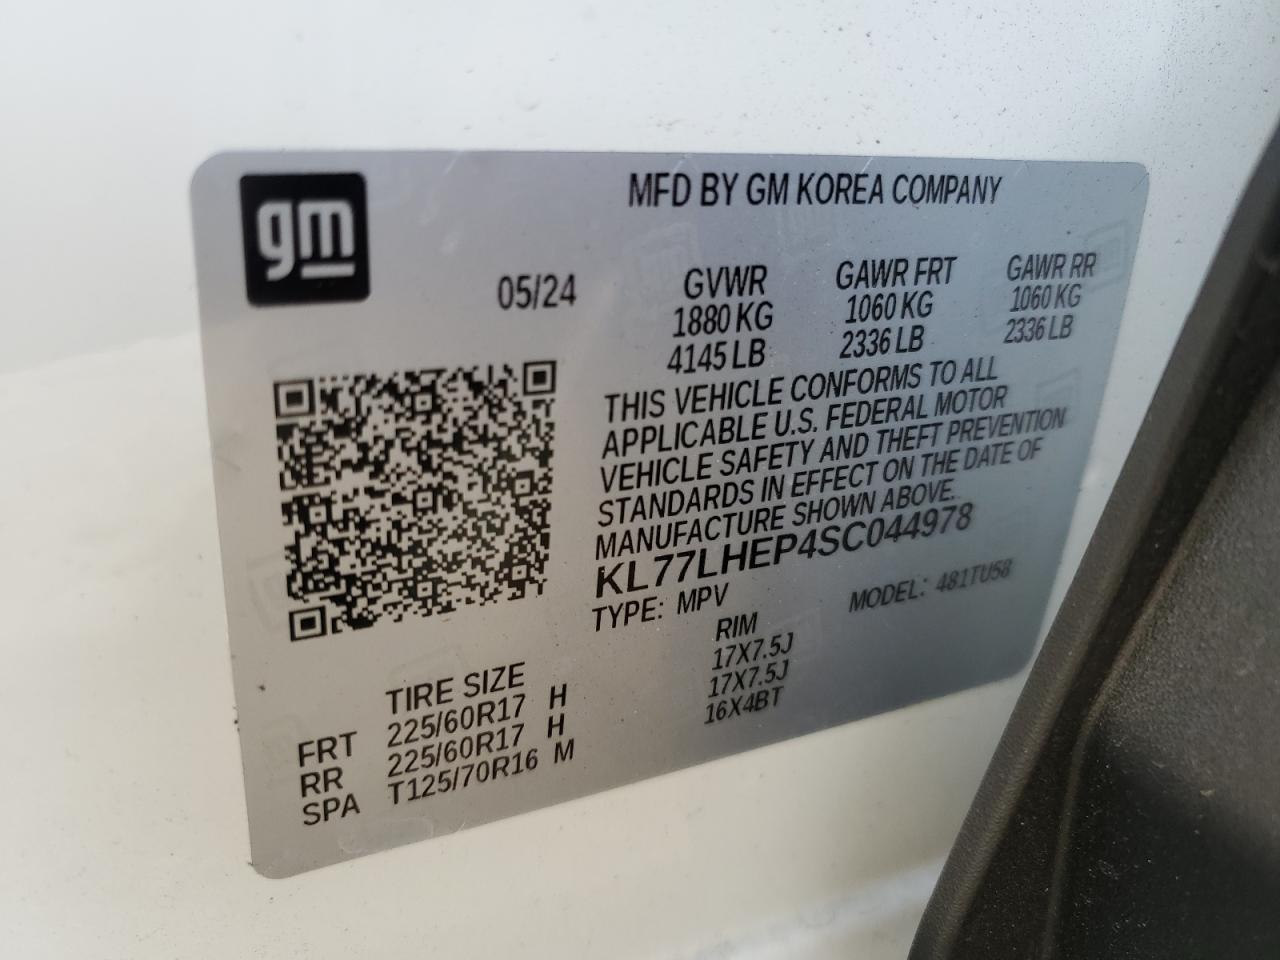 gm
MFD BY GM KOREA COMPANY
05/24
GVWR GAWR FRT GAWR RR
1880 KG 1060 KG 1060 KG
4145 LB 2336 LB 2336 LB
THIS VEHICLE CONFORMS TO ALL
APPLICABLE U.S. FEDERAL MOTOR
VEHICLE SAFETY AND THEFT PREVENTION
STANDARDS IN EFFECT ON THE DATE OF
MANUFACTURE SHOWN ABOVE.
KL77LHEP4SC044978
TYPE: MPV MODEL: 481TU58
TIRE SIZE RIM
FRT 225/60R17 H 17X7.5J
RR 225/60R17 H 17X7.5J
SPA T125/70R16 M 16X4BT